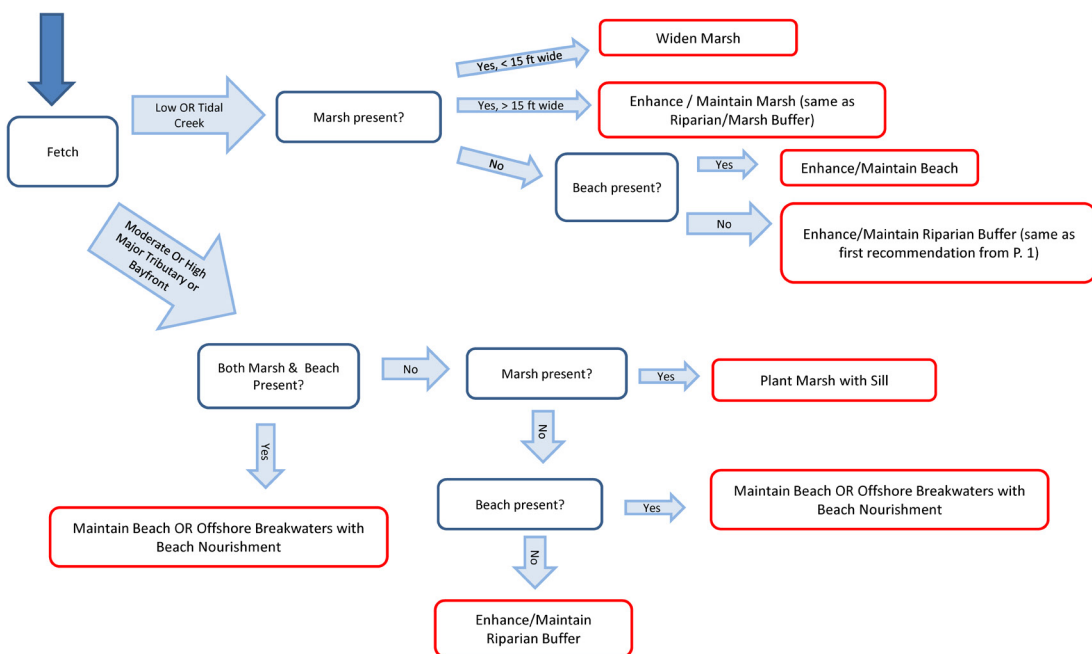 Widen Marsh
Yes, < 15 ft wide
Low OR Tidal
Creek
Marsh present?
Yes, > 15 ft wide
Enhance / Maintain Marsh (same as
Riparian/Marsh Buffer)
Fetch
No
Beach present?
Yes
Enhance/Maintain Beach
No
Enhance/Maintain Riparian Buffer (same as
first recommendation from P. 1)
Moderate Or High
Major Tributary or
Bayfront
Both Marsh & Beach
Present?
No
Marsh present?
Yes
Plant Marsh with Sill
Yes
No
Maintain Beach OR Offshore Breakwaters with
Beach Nourishment
Beach present?
Yes
Maintain Beach OR Offshore Breakwaters with
Beach Nourishment
No
Enhance/Maintain
Riparian Buffer